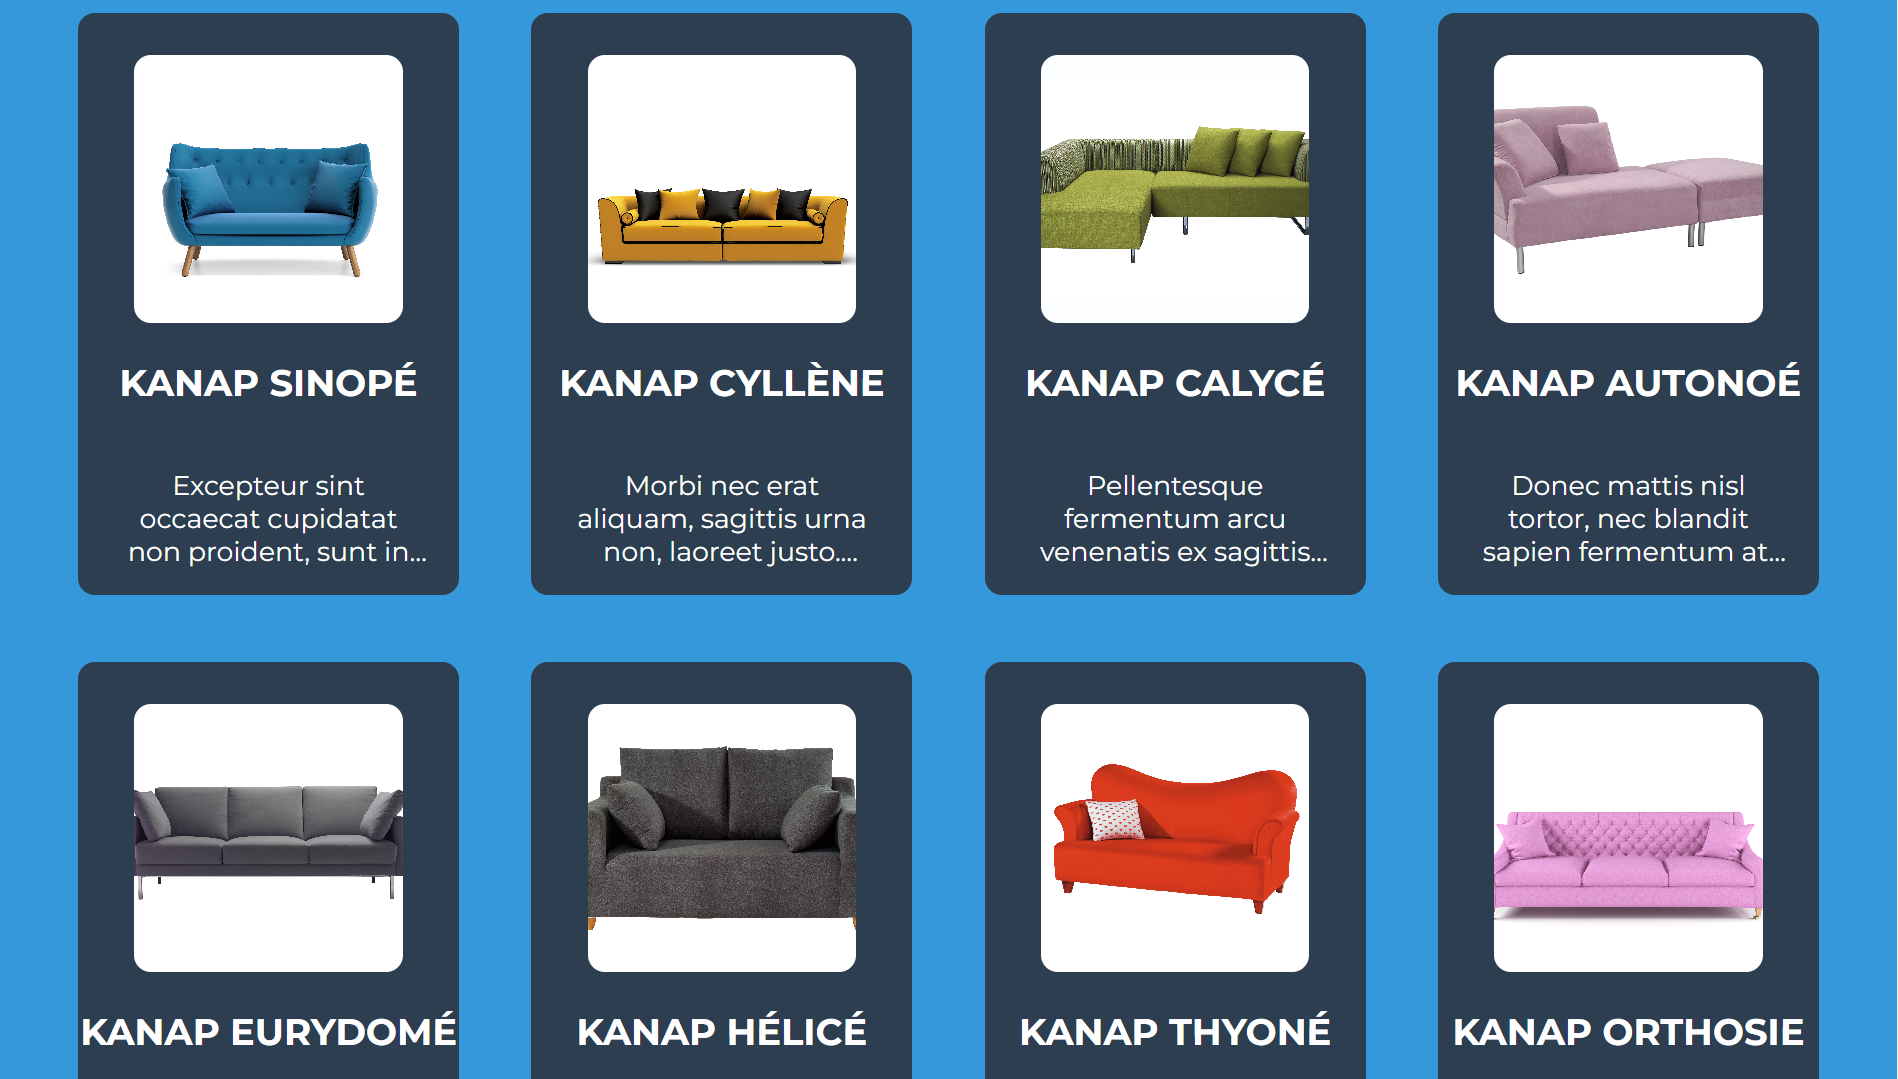 KANAP SINOPÉ
Excepteur sint
occaecat cupidatat
non proident, sunt in...
KANAP CYLLÈNE
Morbi nec erat
aliquam, sagittis urna
non, laoreet justo....
KANAP CALYCÉ
Pellentesque
fermentum arcu
venenatis ex sagittis...
KANAP AUTONOÉ
Donec mattis nisl
tortor, nec blandit
sapien fermentum at...
KANAP EURYDOMÉ
KANAP HÉLICÉ
KANAP THYONÉ
KANAP ORTHOSIE